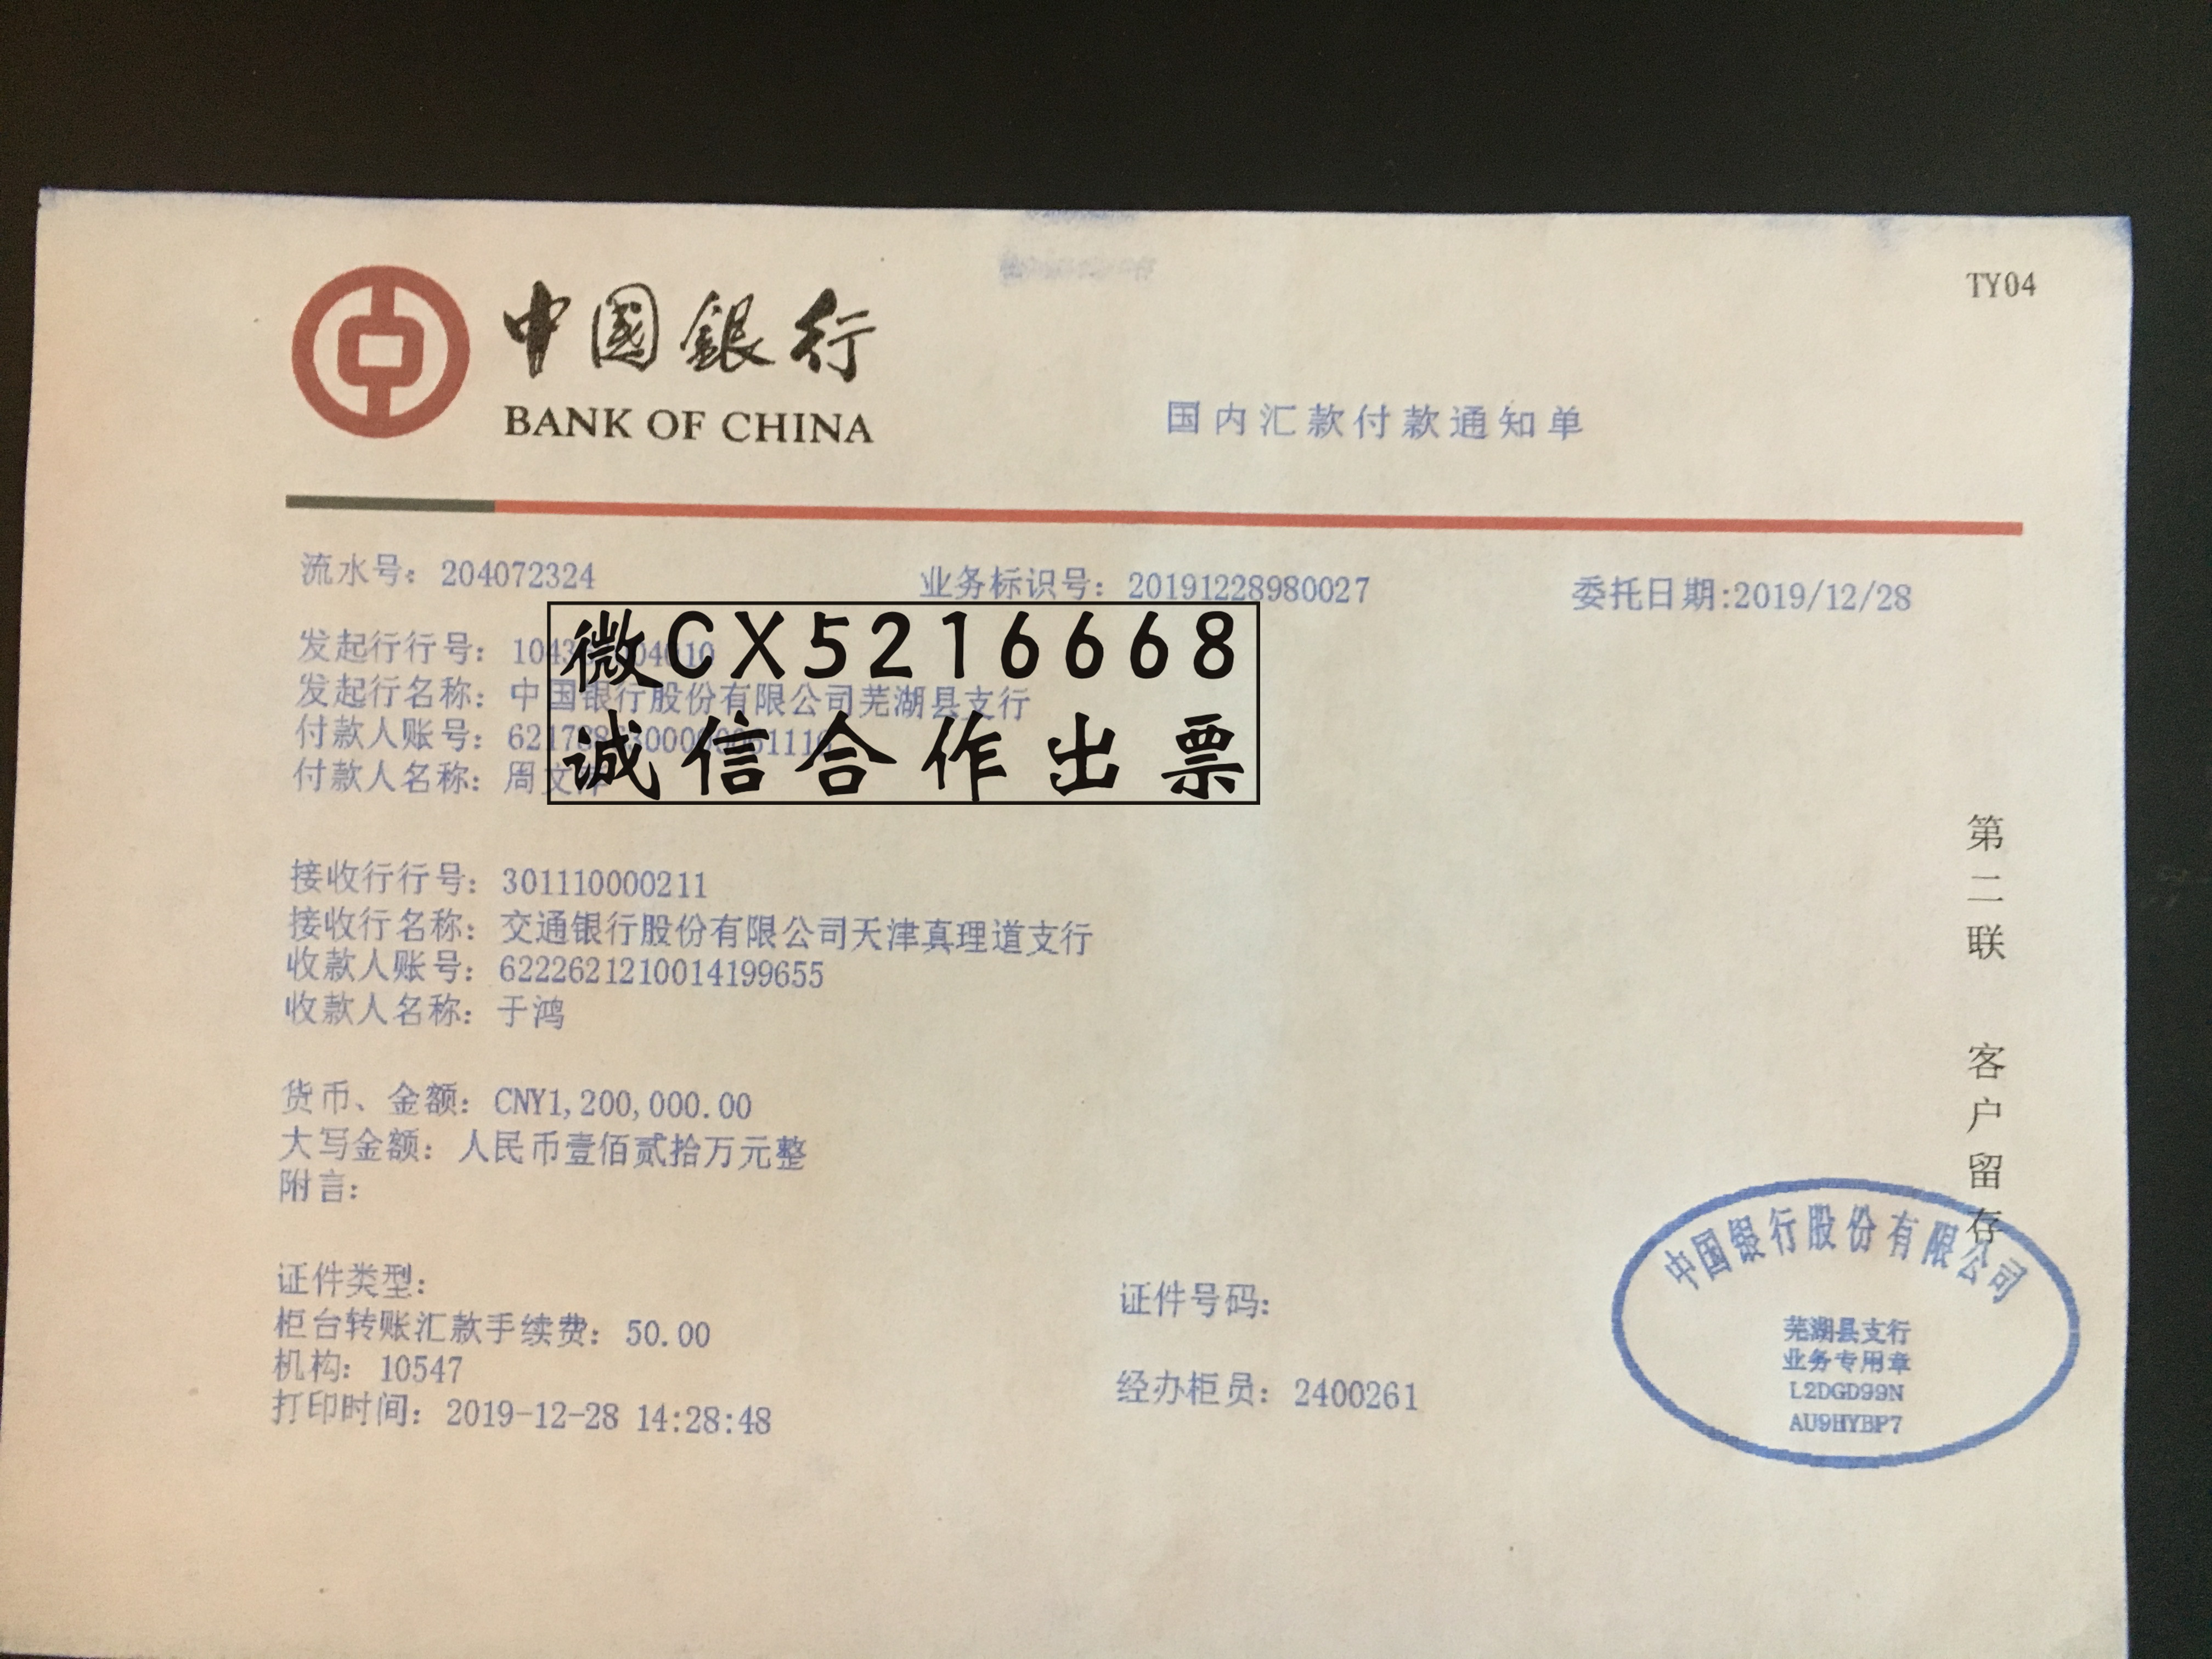 TY04
中國銀行
BANK OF CHINA
国内汇款付款通知单
流水号：204072324
业务标识号：20191228980027
委托日期:2019/12/28
微CX5216668
发起行行号：
发起行名称：中国银行股份有限公司芜湖县支行
诚信合作出票
付款人账号：
付款人名称：周文
接收行行号：301110000211
接收行名称：交通银行股份有限公司天津真理道支行
收款人账号：6222621210014199655
收款人名称：于鸿
货币、金额：CNY1,200,000.00
大写金额：人民币壹佰贰拾万元整
附言：
证件类型：
证件号码：
柜台转账汇款手续费：50.00
机构：10547
经办柜员：2400261
打印时间：2019-12-28 14:28:48
第二联 客户留存
中国银行股份有限公司
芜湖县支行
业务专用章
L2DGD99N
AU9HYBP7